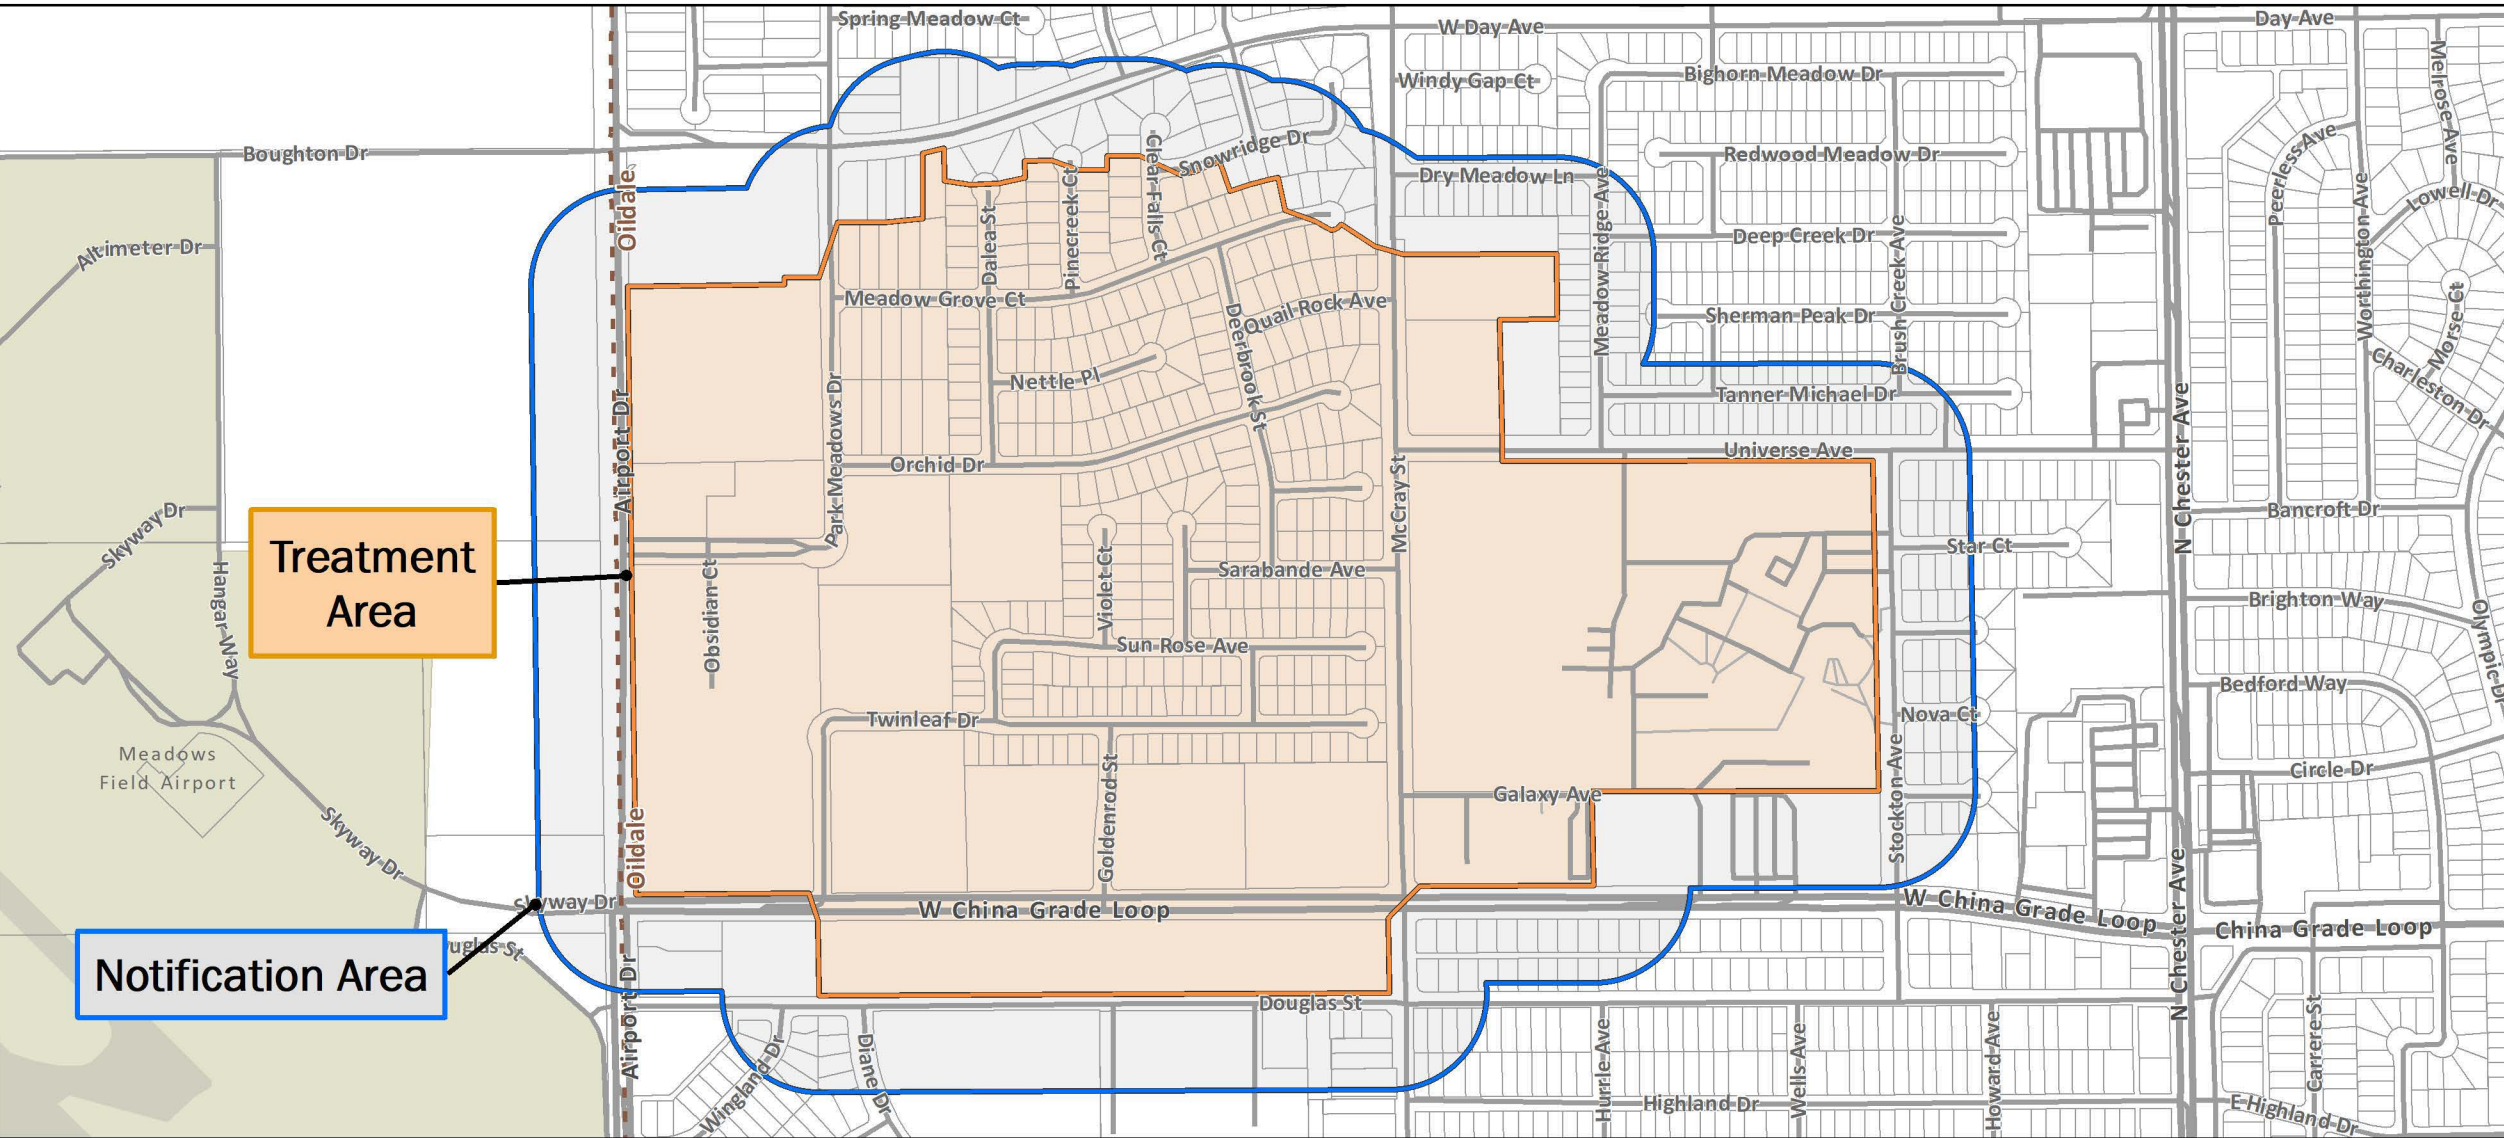 Spring Meadow Ct
W Day Ave
Day Ave
Melrose Ave
Windy Gap Ct
Bighorn Meadow Dr
Boughton Dr
Clear Falls Ct
Snowridge Dr
Redwood Meadow Dr
Peerless Ave
Dry Meadow Ln
Pinecreek Ct
Meadow Ridge Ave
Worthington Ave
Lowell Dr
Oildale
Dalea St
Altimeter Dr
Deep Creek Dr
Brush Creek Ave
Meadow Grove Ct
Deerbrook St
Quail Rock Ave
Sherman Peak Dr
Morse Ct
Charleston Dr
Nettle Pl
Tanner Michael Dr
Airport Dr
Park Meadows Dr
N Chester Ave
Orchid Dr
McCray St
Universe Ave
Skyway Dr
Bancroft Dr
Treatment
Area
Hangar Way
Obsidian Ct
Violet Ct
Sarabande Ave
Star Ct
Brighton Way
Olympic Dr
Sun Rose Ave
Bedford Way
Twinleaf Dr
Nova Ct
Meadows
Field Airport
Goldenrod St
Stockton Ave
Circle Dr
Galaxy Ave
Skyway Dr
Oildale
Skyway Dr
W China Grade Loop
W China Grade Loop
China Grade Loop
N Chester Ave
uglas St
Notification Area
Airport Dr
Douglas St
Wingland Dr
Diane Dr
Hurrle Ave
Wells Ave
Howard Ave
Carrere St
Highland Dr
E Highland Dr